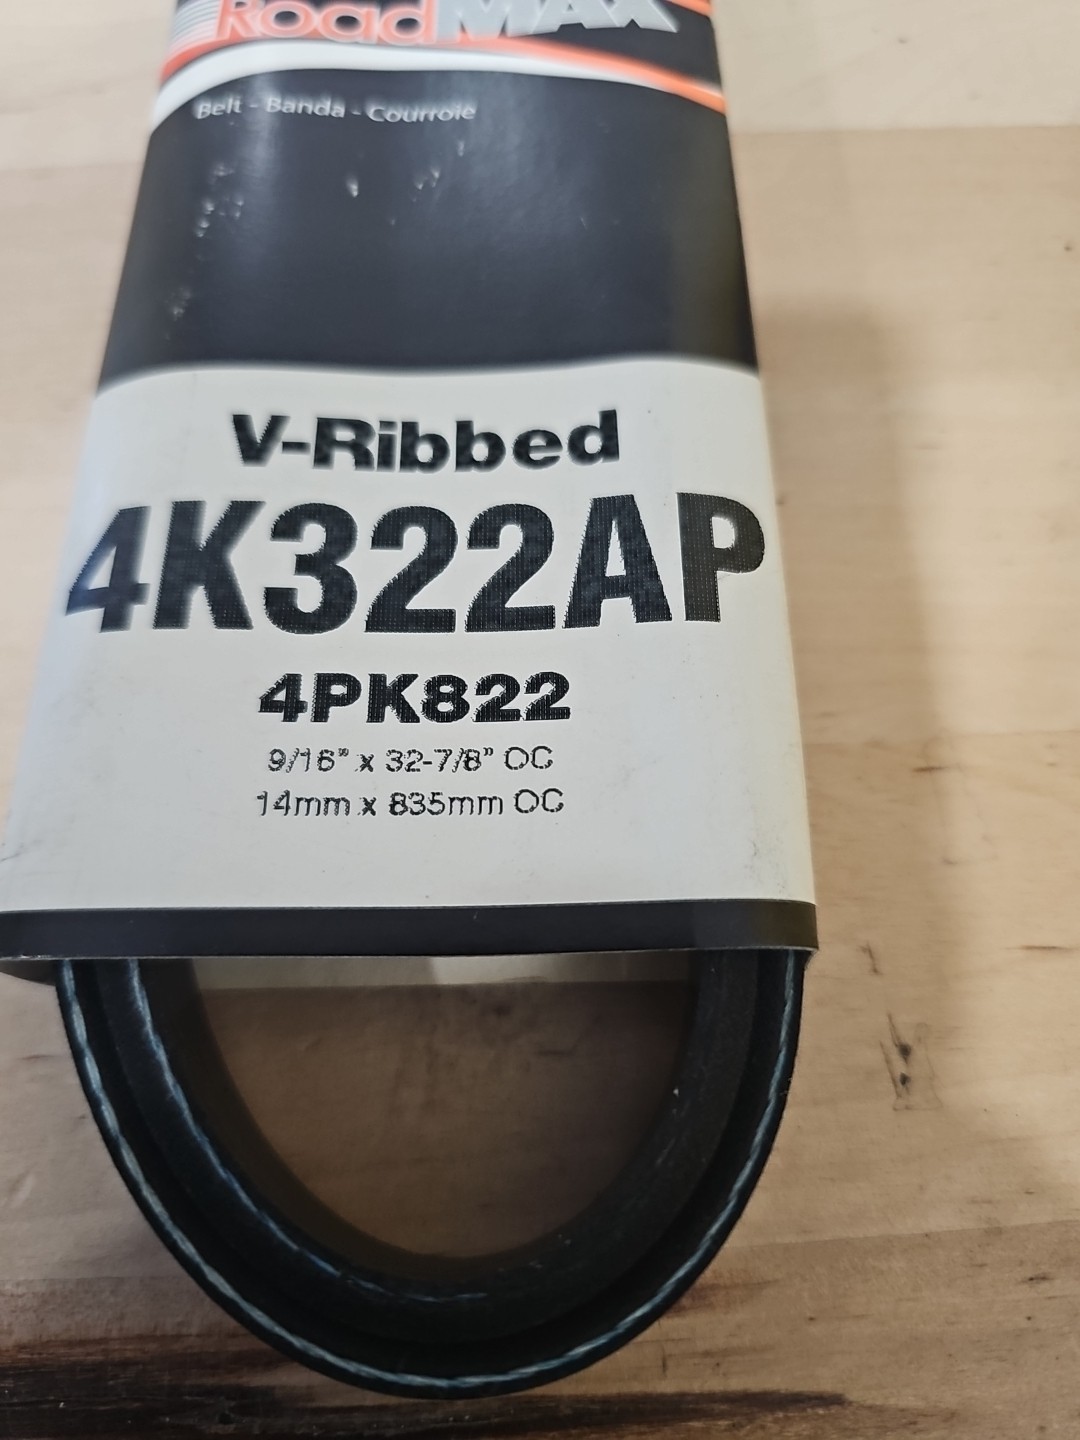 RoadMAX
Belt - Banda - Courroie
V-Ribbed
4K322AP
4PK822
9/16" x 32-7/8" OC
14mm x 835mm OC